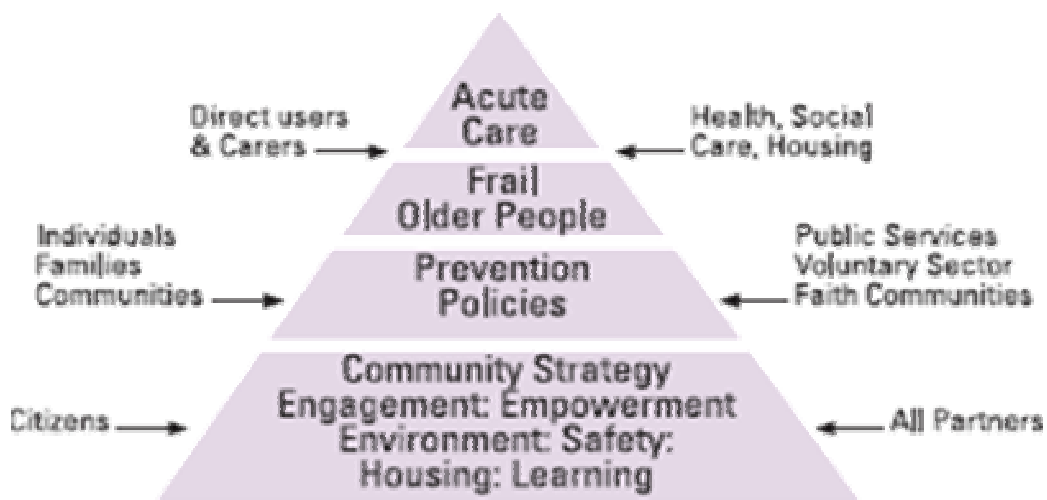 Acute
Care
Direct users
& Carers
Health, Social
Care, Housing
Frail
Older People
Individuals
Families
Communities
Prevention
Policies
Public Services
Voluntary Sector
Faith Communities
Community Strategy
Engagement: Empowerment
Environment: Safety:
Housing: Learning
Citizens
All Partners